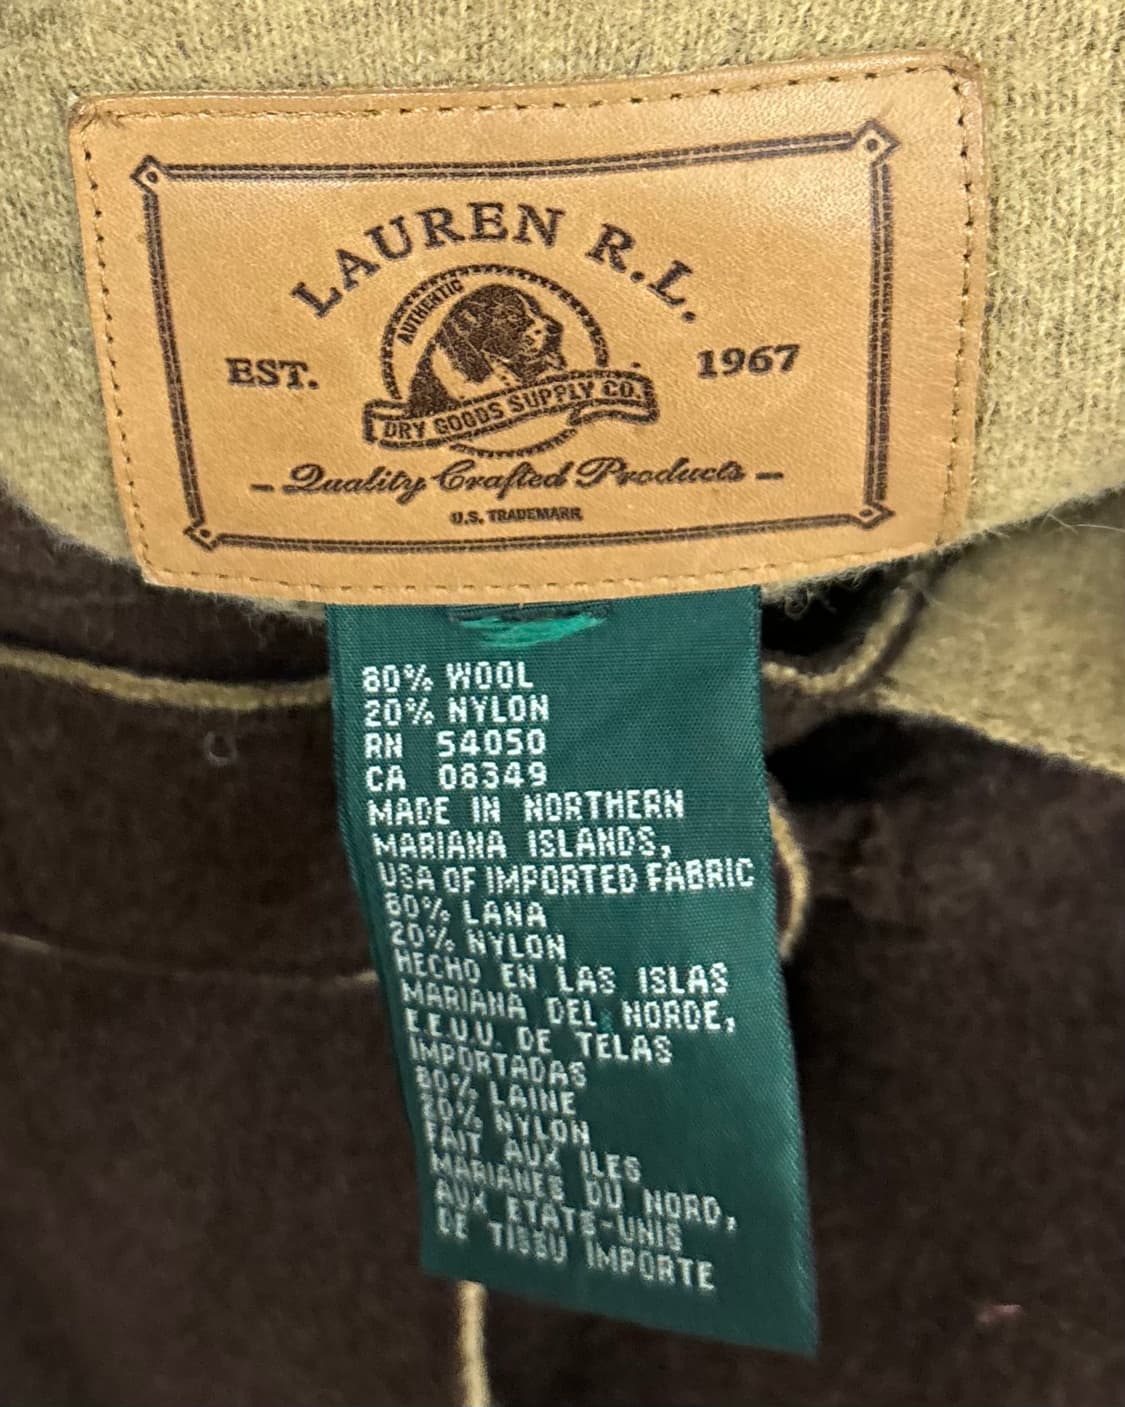 LAUREN R.L.
AUTHENTIC
EST. 1967
DRY GOODS SUPPLY CO.
- Quality Crafted Products -
U.S. TRADEMARK
80% WOOL
20% NYLON
RN 54050
CA 08349
MADE IN NORTHERN
MARIANA ISLANDS,
USA OF IMPORTED FABRIC
80% LANA
20% NYLON
HECHO EN LAS ISLAS
MARIANA DEL NORDE,
E.E.U.U. DE TELAS
IMPORTADAS
80% LAINE
20% NYLON
FAIT AUX ILES
MARIANES DU NORD,
AUX ETATS-UNIS
DE TISSU IMPORTE